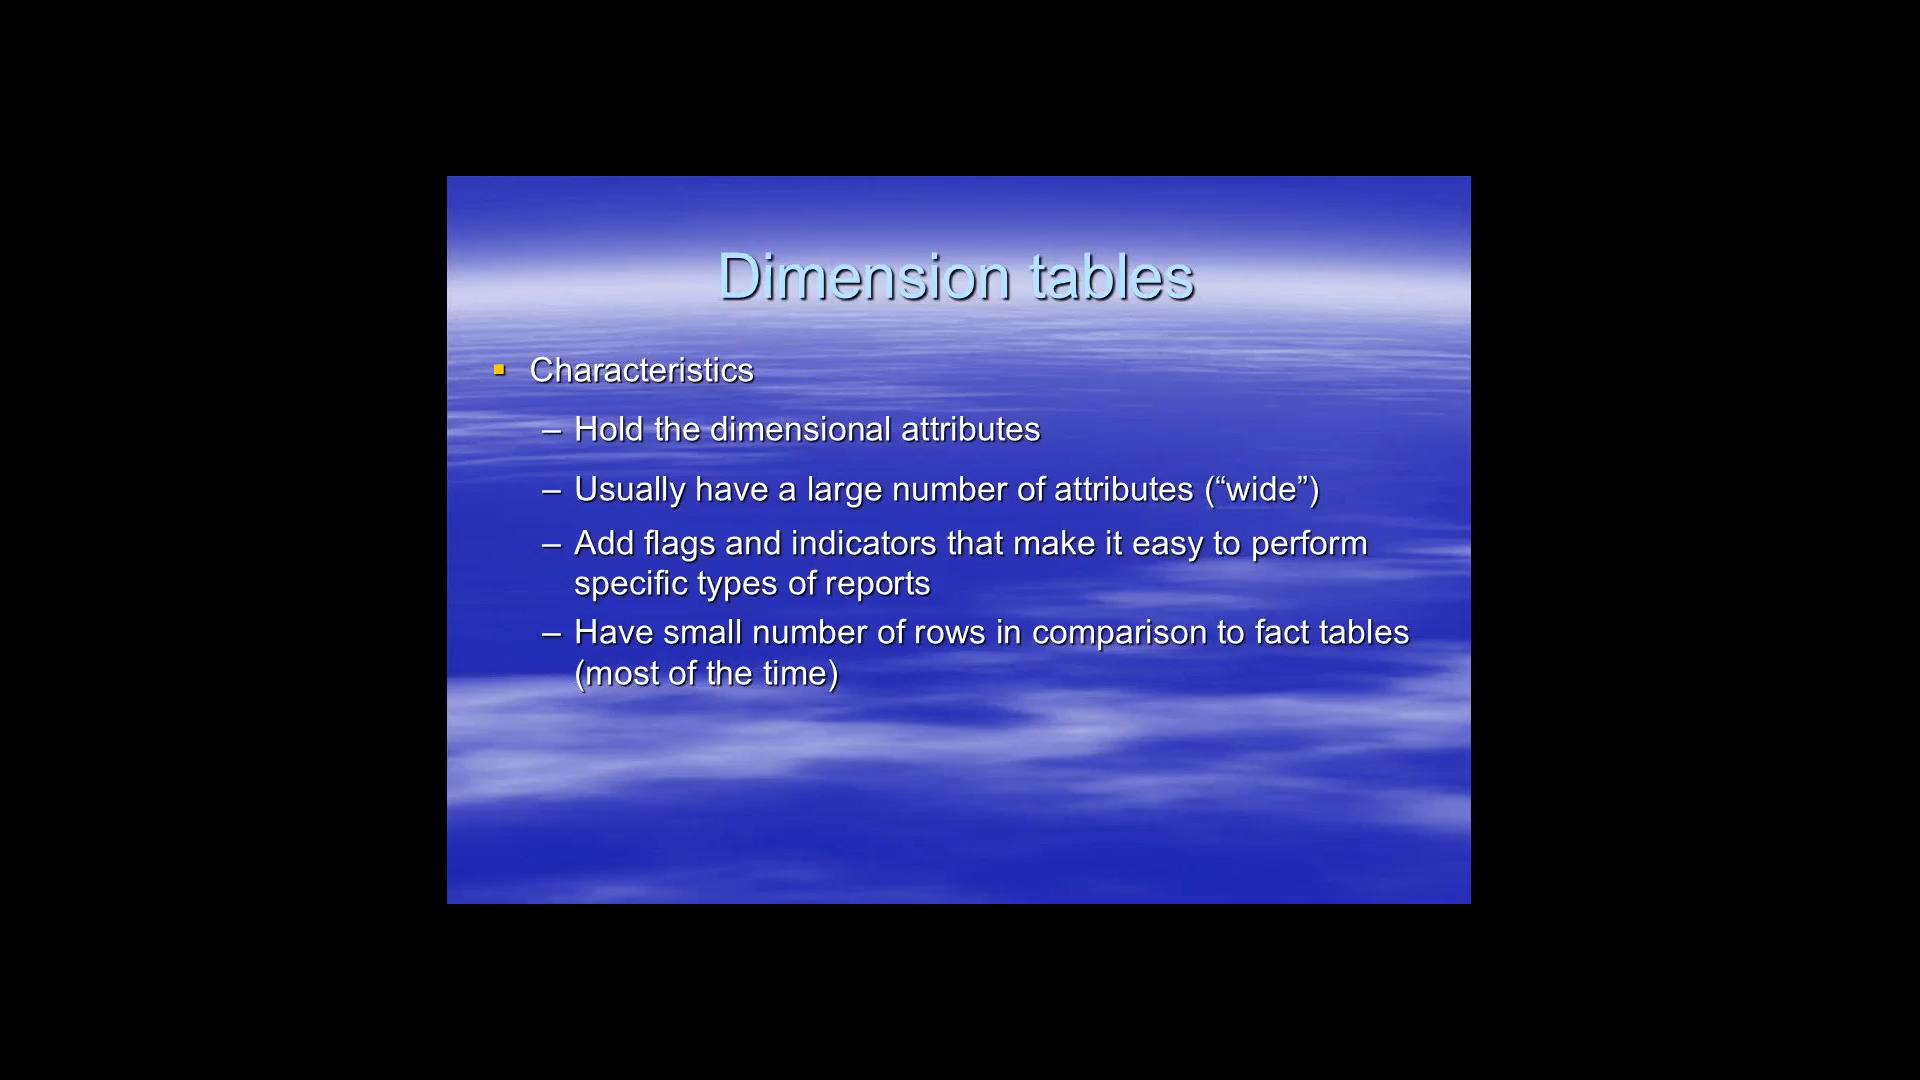 Dimension tables
▪ Characteristics
– Hold the dimensional attributes
– Usually have a large number of attributes (“wide”)
– Add flags and indicators that make it easy to perform
specific types of reports
– Have small number of rows in comparison to fact tables
(most of the time)